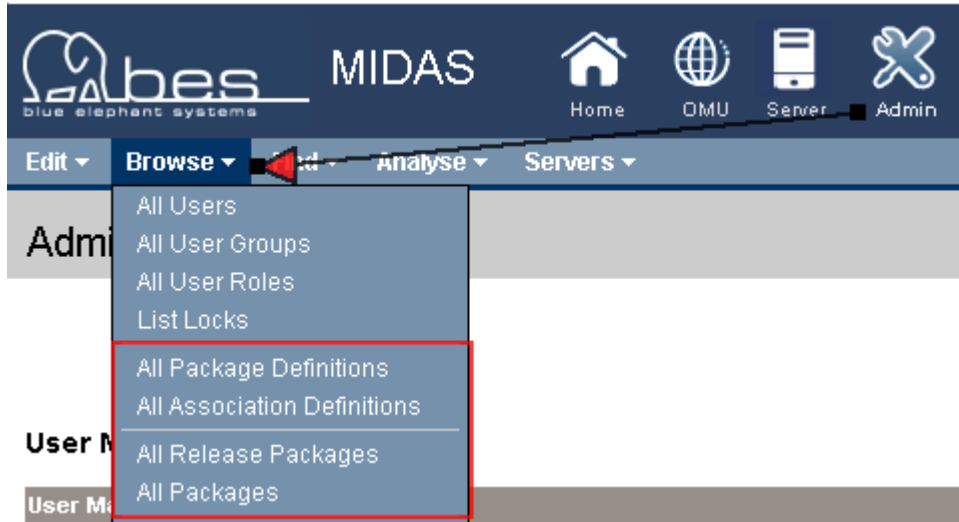 bes
blue elephant systems
MIDAS
Home
OMU
Server
Admin
Edit
Browse
Analyse
Servers
All Users
Admi
All User Groups
All User Roles
List Locks
All Package Definitions
All Association Definitions
User M
All Release Packages
All Packages
User Ma